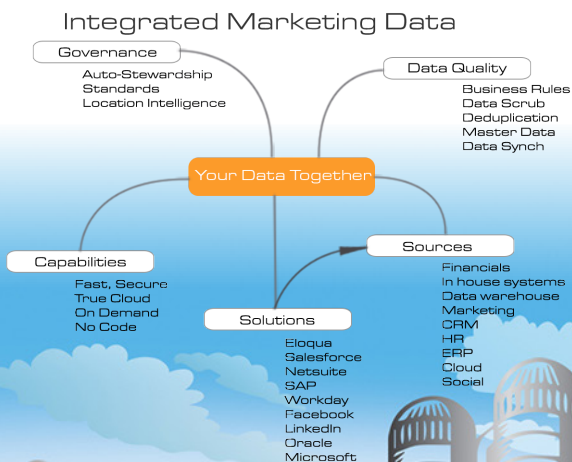 Integrated Marketing Data
Governance
Auto-Stewardship
Standards
Location Intelligence
Data Quality
Business Rules
Data Scrub
Deduplication
Master Data
Data Synch
Your Data Together
Capabilities
Fast, Secure
True Cloud
On Demand
No Code
Solutions
Eloqua
Salesforce
Netsuite
SAP
Workday
Facebook
LinkedIn
Oracle
Microsoft
Sources
Financials
In house systems
Data warehouse
Marketing
CRM
HR
ERP
Cloud
Social